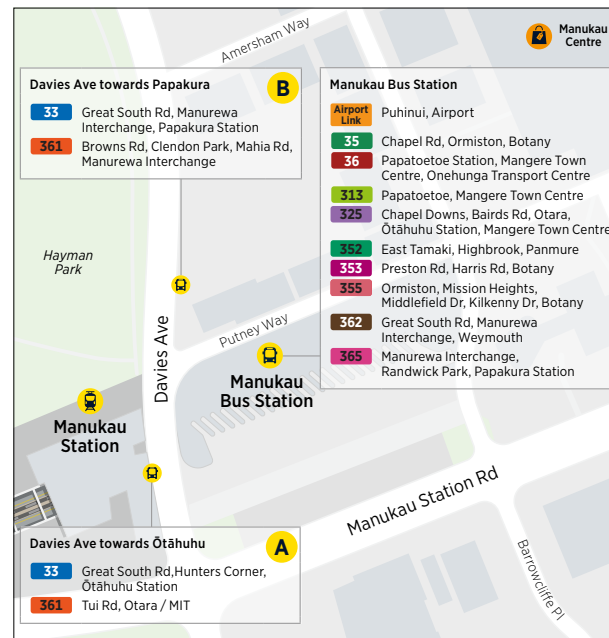 Manukau
Centre
Amersham Way
Davies Ave towards Papakura
B
33 Great South Rd, Manurewa
Interchange, Papakura Station
361 Browns Rd, Clendon Park, Mahia Rd,
Manurewa Interchange
Manukau Bus Station
Airport
Link
Puhinui, Airport
35 Chapel Rd, Ormiston, Botany
36 Papatoetoe Station, Mangere Town
Centre, Onehunga Transport Centre
313 Papatoetoe, Mangere Town Centre
325 Chapel Downs, Bairds Rd, Otara,
Ōtāhuhu Station, Mangere Town Centre
352 East Tamaki, Highbrook, Panmure
353 Preston Rd, Harris Rd, Botany
355 Ormiston, Mission Heights,
Middlefield Dr, Kilkenny Dr, Botany
362 Great South Rd, Manurewa
Interchange, Weymouth
365 Manurewa Interchange,
Randwick Park, Papakura Station
Hayman
Park
Davies Ave
Putney Way
Manukau
Bus Station
Manukau
Station
Manukau Station Rd
Barrowcliffe Pl
Davies Ave towards Ōtāhuhu
A
33 Great South Rd,Hunters Corner,
Ōtāhuhu Station
361 Tui Rd, Otara / MIT